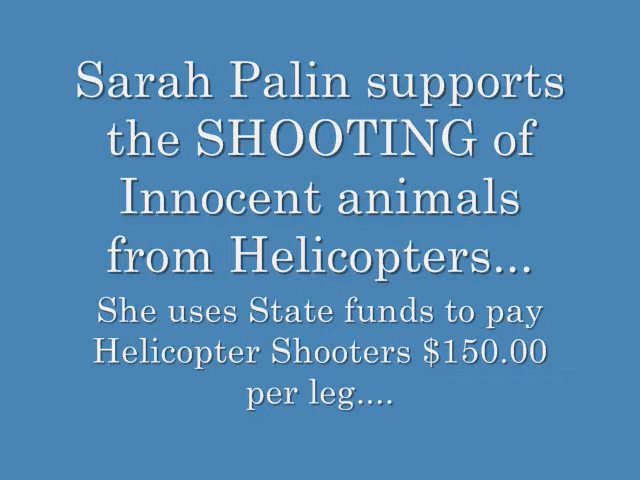 Sarah Palin supports
the SHOOTING of
Innocent animals
from Helicopters...
She uses State funds to pay
Helicopter Shooters $150.00
per leg....